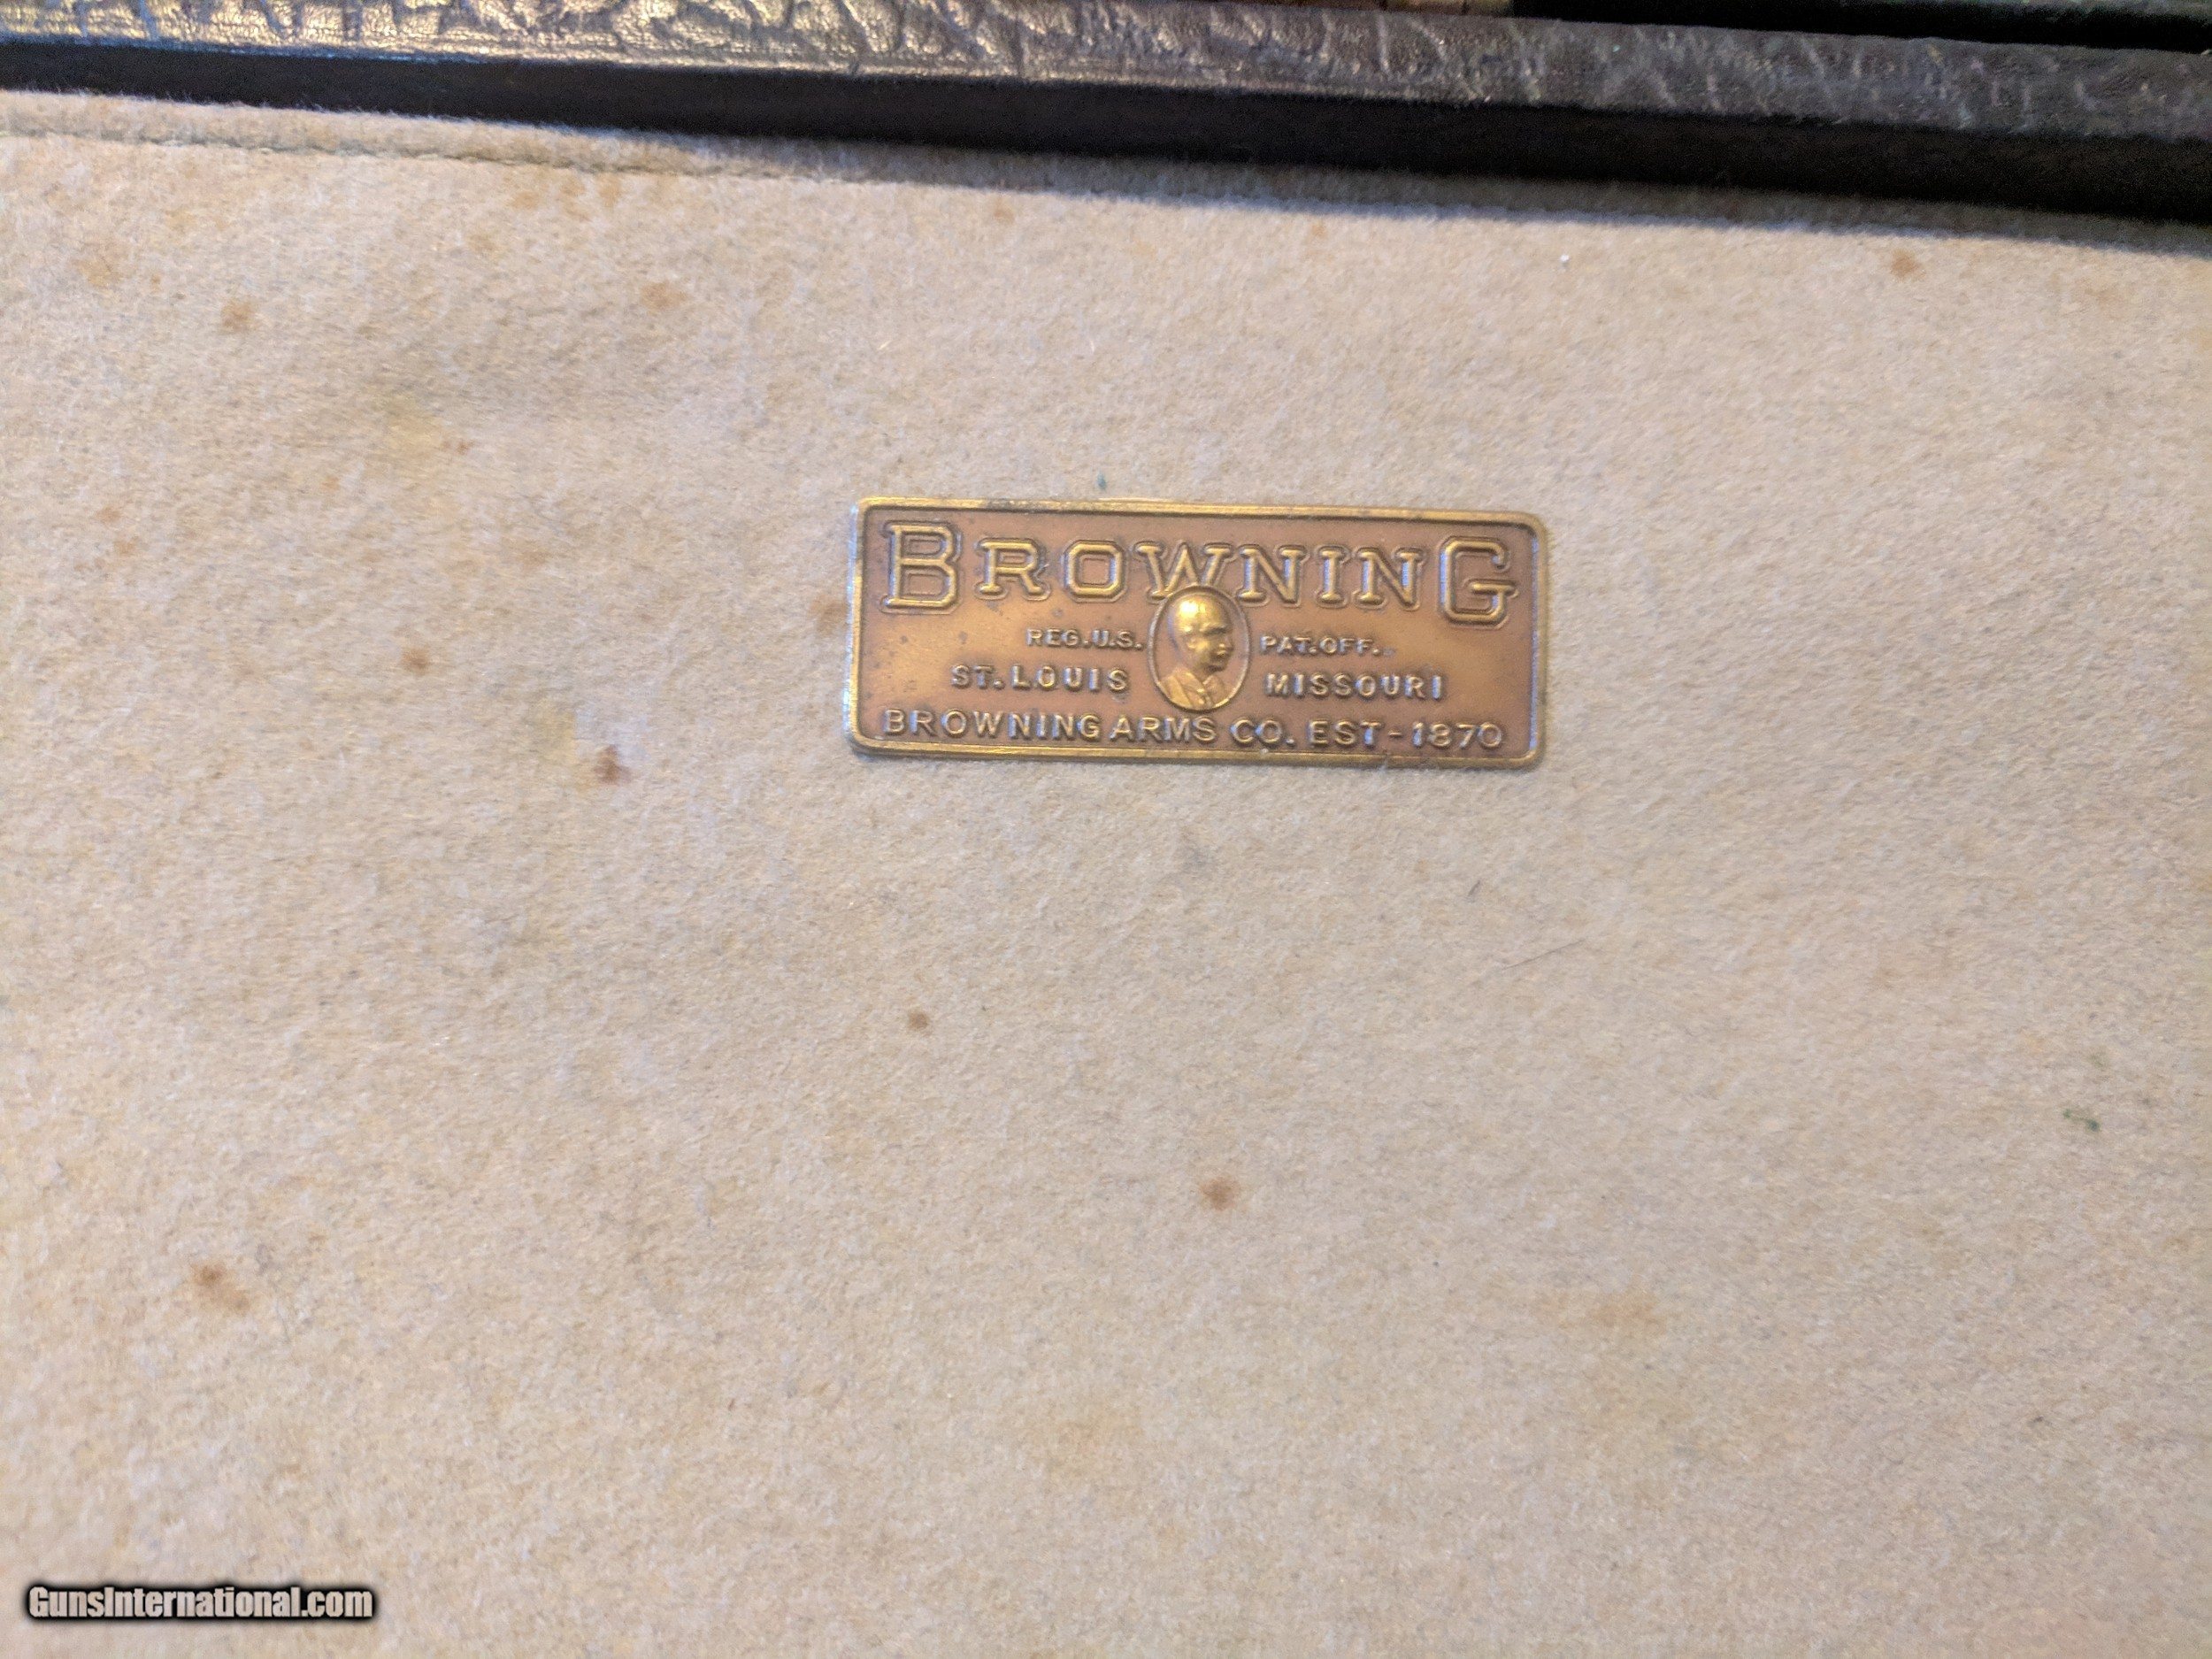 BROWNING
REG. U.S. PAT. OFF.
ST. LOUIS MISSOURI
BROWNING ARMS CO. EST-1870
GunsInternational.com